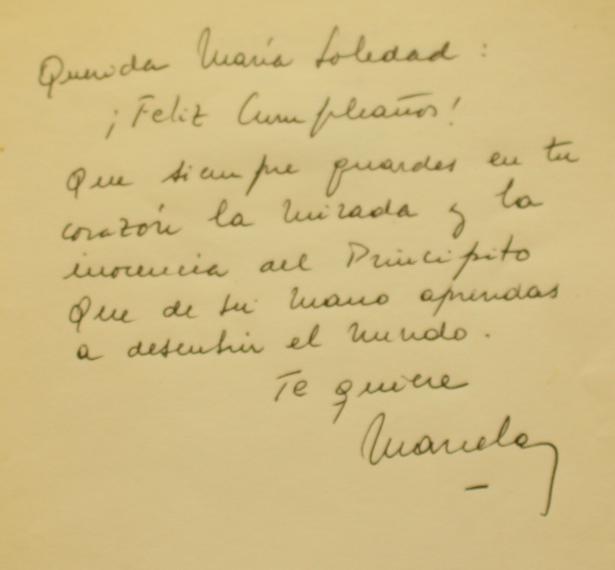 Querida María Soledad:
¡Feliz Cumpleaños!
Que siempre guardes en tu
corazón la mirada y la
inocencia del Principito
Que de su mano aprendas
a descubrir el mundo.
Te quiere
Mariela